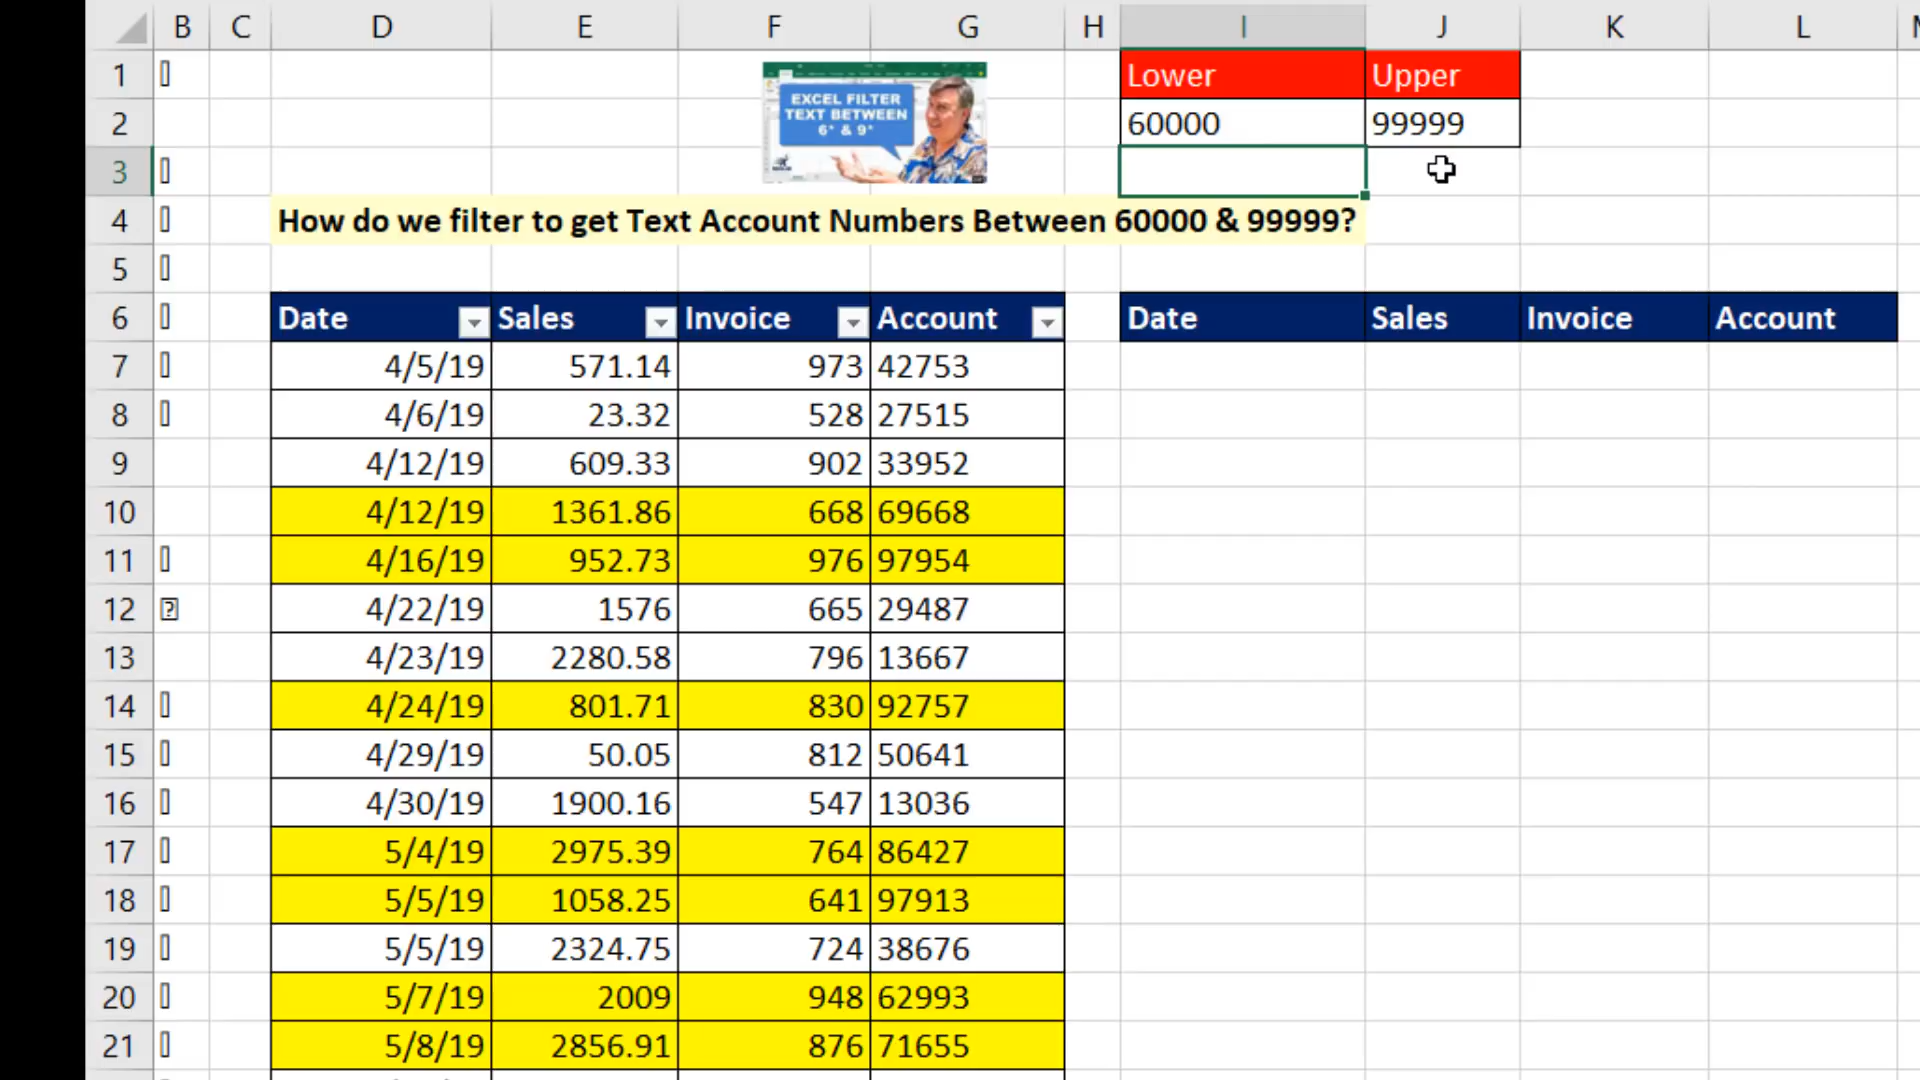 B C D E F G H I J K L
1 Lower Upper
EXCEL FILTER
TEXT BETWEEN
6* & 9*
2 60000 99999
3
4 How do we filter to get Text Account Numbers Between 60000 & 99999?
5
6 Date Sales Invoice Account Date Sales Invoice Account
7 4/5/19 571.14 973 42753
8 4/6/19 23.32 528 27515
9 4/12/19 609.33 902 33952
10 4/12/19 1361.86 668 69668
11 4/16/19 952.73 976 97954
12 4/22/19 1576 665 29487
13 4/23/19 2280.58 796 13667
14 4/24/19 801.71 830 92757
15 4/29/19 50.05 812 50641
16 4/30/19 1900.16 547 13036
17 5/4/19 2975.39 764 86427
18 5/5/19 1058.25 641 97913
19 5/5/19 2324.75 724 38676
20 5/7/19 2009 948 62993
21 5/8/19 2856.91 876 71655